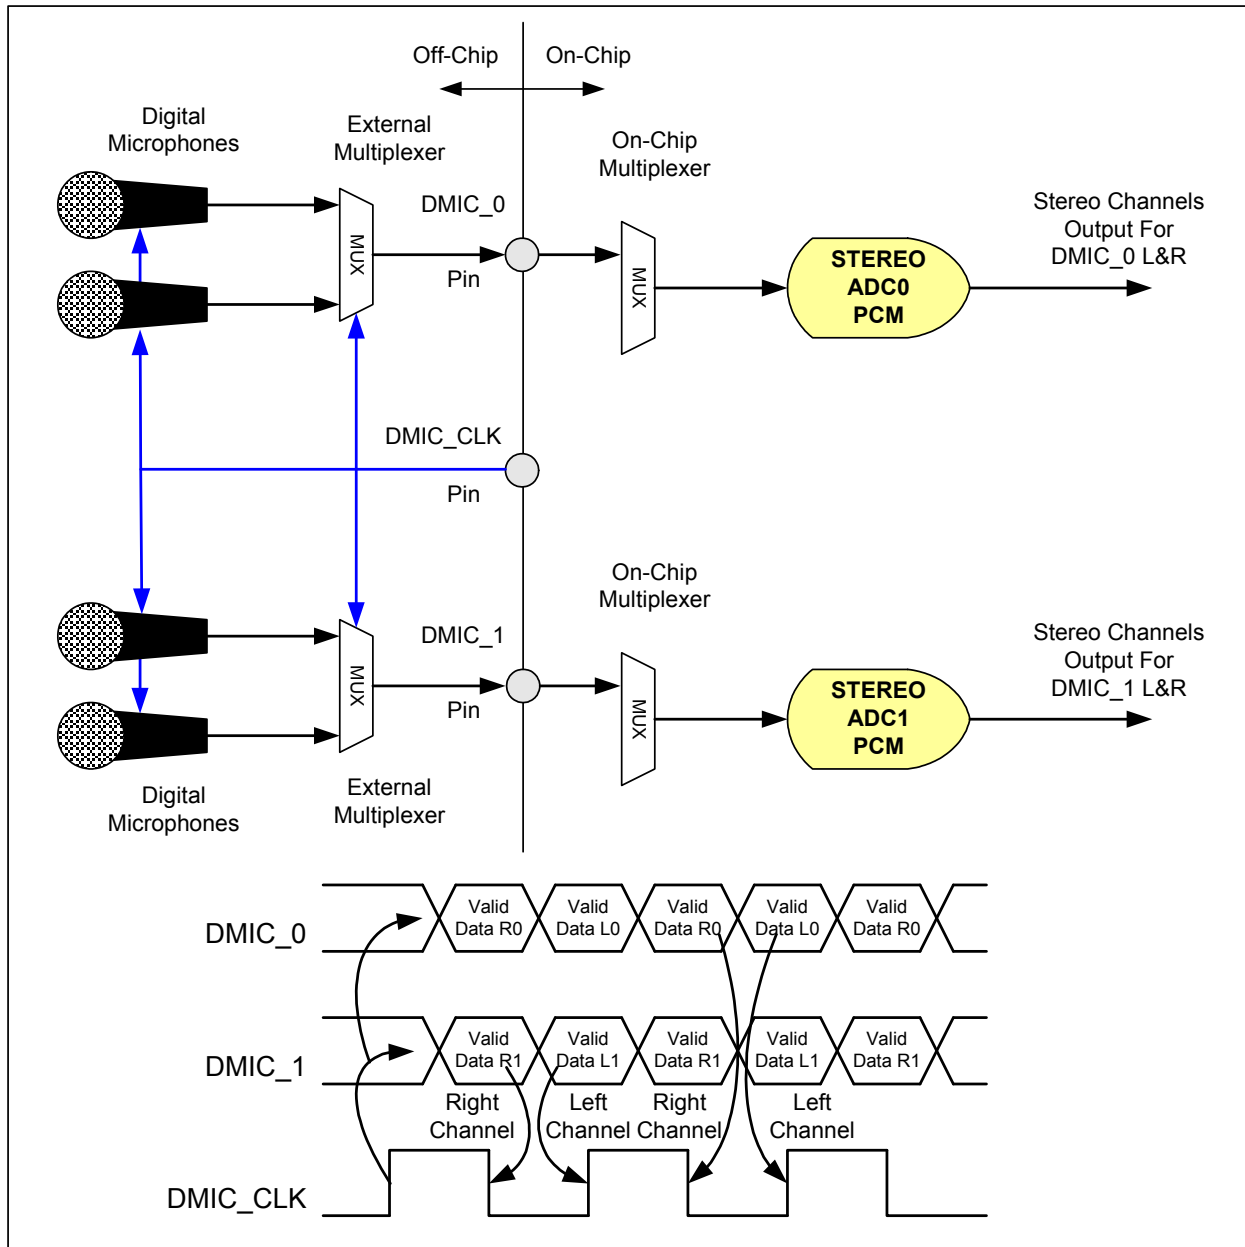 Off-Chip
On-Chip
Digital
Microphones
External
Multiplexer
On-Chip
Multiplexer
DMIC_0
Pin
MUX
MUX
STEREO
ADC0
PCM
Stereo Channels
Output For
DMIC_0 L&R
DMIC_CLK
Pin
On-Chip
Multiplexer
DMIC_1
Pin
MUX
MUX
STEREO
ADC1
PCM
Stereo Channels
Output For
DMIC_1 L&R
Digital
Microphones
External
Multiplexer
DMIC_0
Valid
Data R0
Valid
Data L0
Valid
Data R0
Valid
Data L0
Valid
Data R0
DMIC_1
Valid
Data R1
Valid
Data L1
Valid
Data R1
Valid
Data L1
Valid
Data R1
Right
Channel
Left
Channel
Right
Channel
Left
Channel
DMIC_CLK